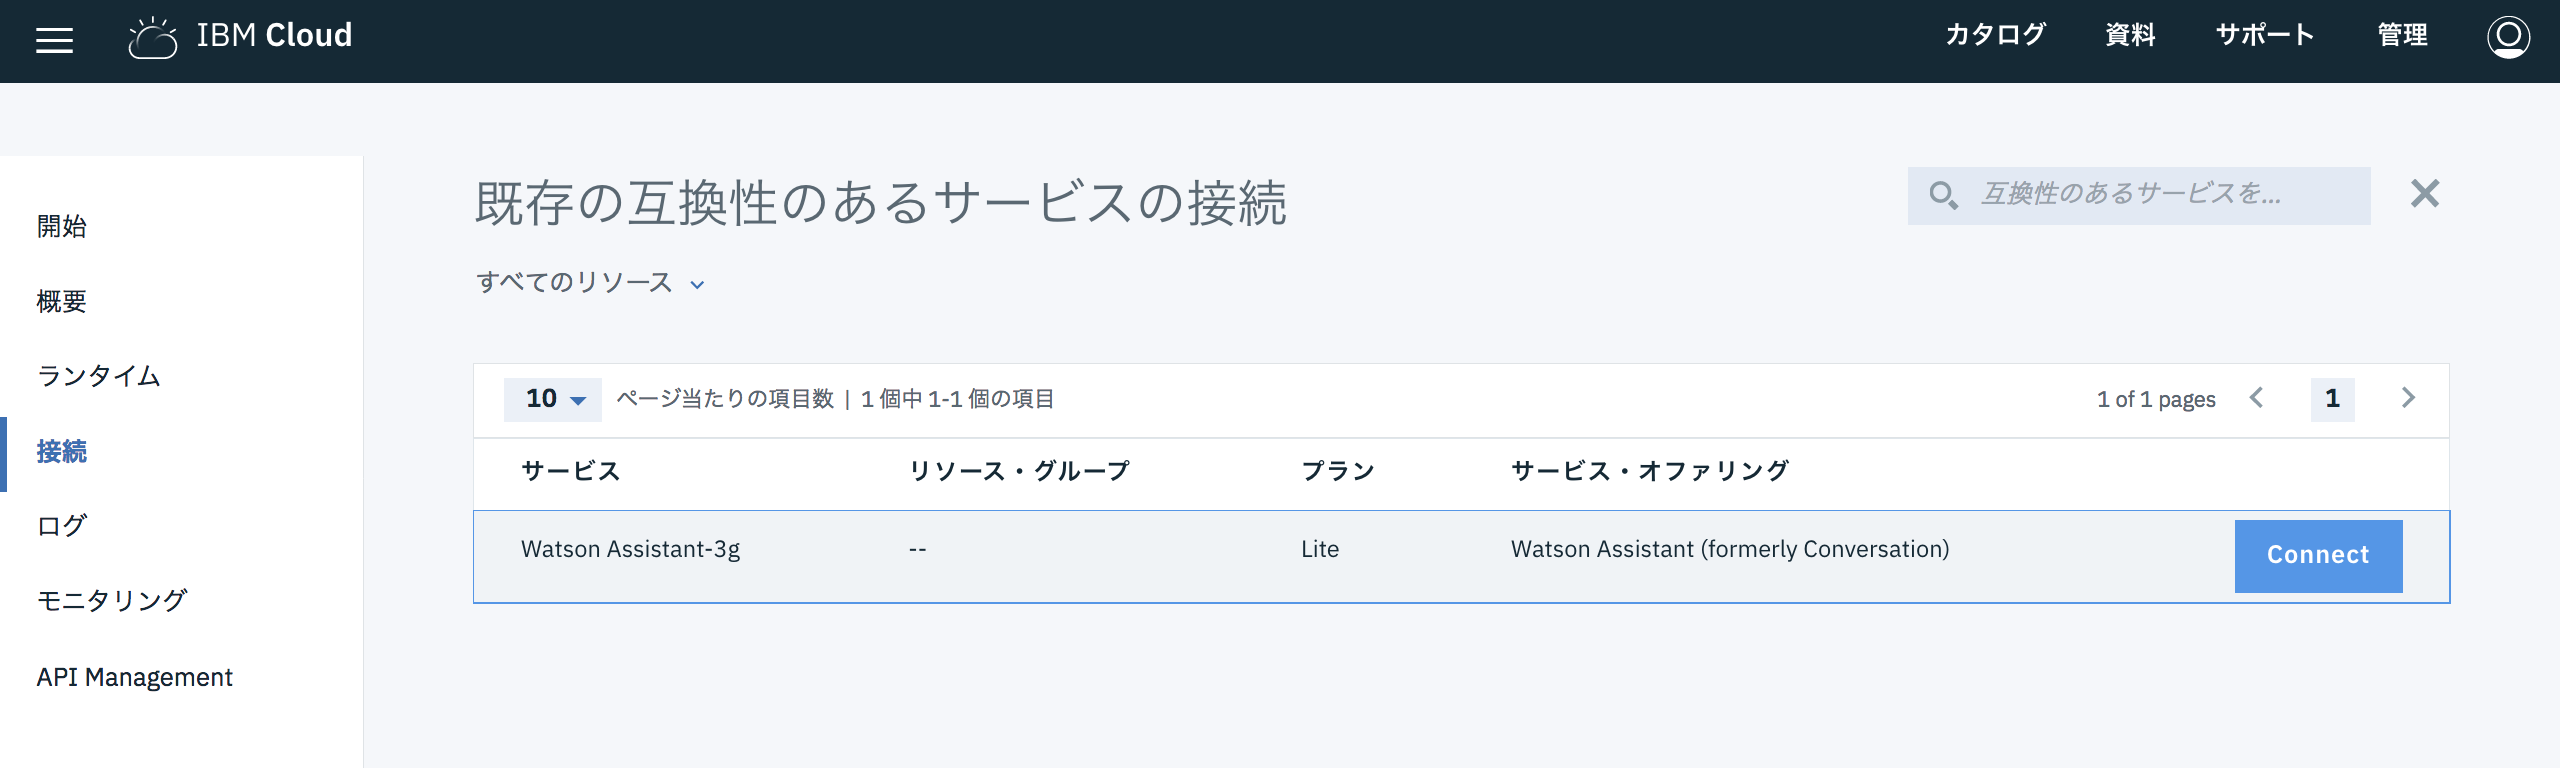 IBM Cloud
カタログ 資料 サポート 管理
既存の互換性のあるサービスの接続
互換性のあるサービスを...
すべてのリソース
開始
概要
ランタイム
接続
ログ
モニタリング
API Management
10 ページ当たりの項目数 | 1 個中 1-1 個の項目
1 of 1 pages 1
サービス リソース・グループ プラン サービス・オファリング
Watson Assistant-3g -- Lite Watson Assistant (formerly Conversation) Connect